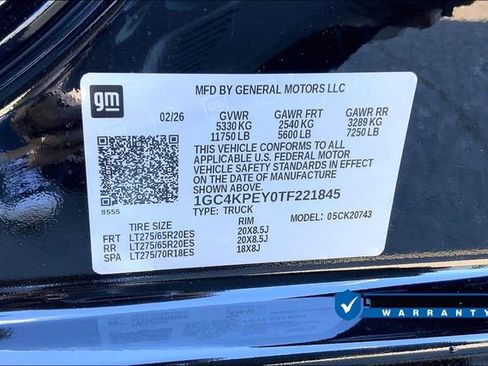 gm
MFD BY GENERAL MOTORS LLC
02/26 GVWR GAWR FRT GAWR RR
5330 KG 2540 KG 3289 KG
11750 LB 5600 LB 7250 LB
THIS VEHICLE CONFORMS TO ALL
APPLICABLE U.S. FEDERAL MOTOR
VEHICLE SAFETY STANDARDS IN
EFFECT ON THE DATE OF
MANUFACTURE SHOWN ABOVE.
1GC4KPEY0TF221845
8555 TYPE: TRUCK MODEL: 05CK20743
TIRE SIZE RIM
FRT LT275/65R20ES 20X8.5J
RR LT275/65R20ES 20X8.5J
SPA LT275/70R18ES 18X8J
WARRANTY